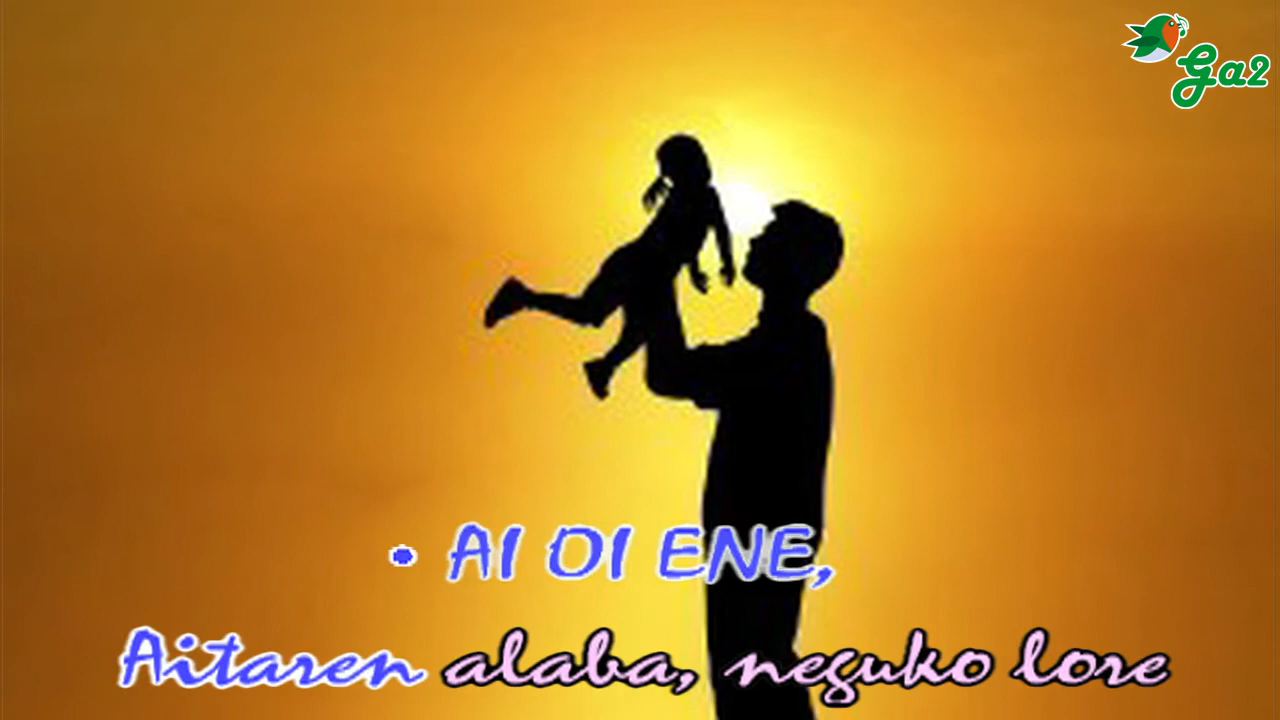 Ga2
• AI OI ENE,
Aitaren alaba, neguko lore